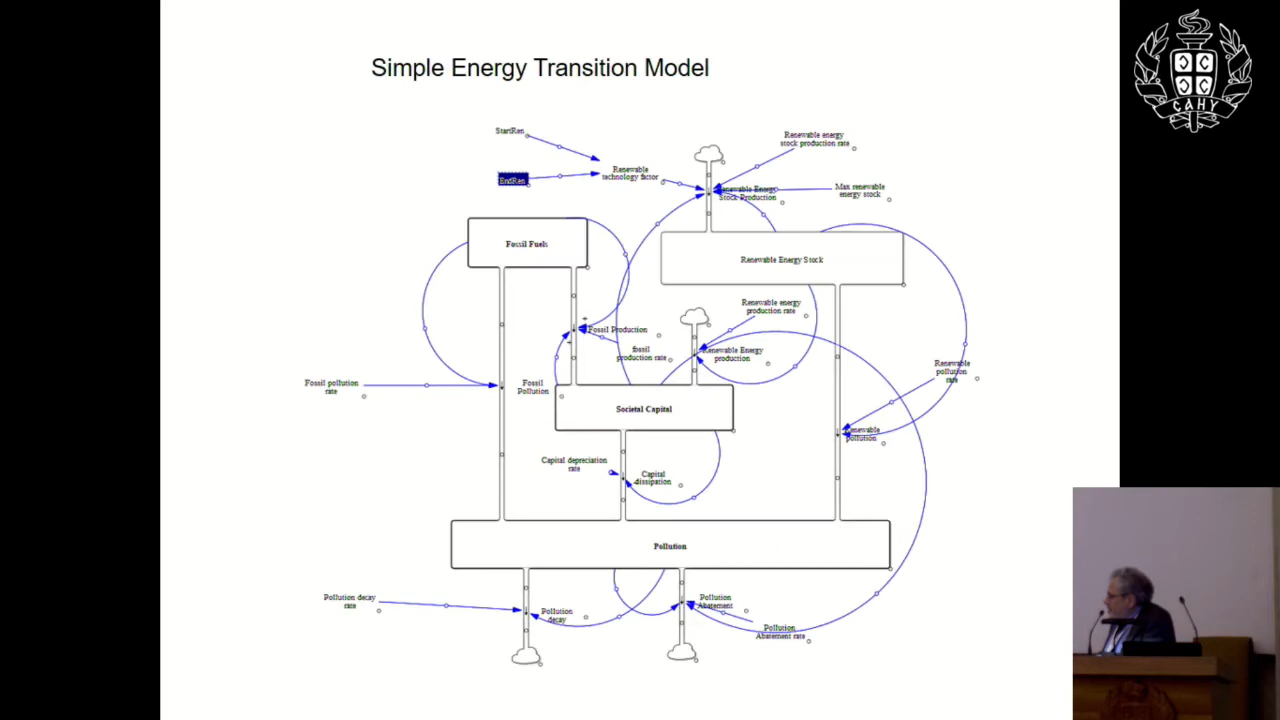 Simple Energy Transition Model
StartRen
EndRen
Renewable
technology factor
Renewable energy
stock production rate
Renewable Energy
Stock Production
Max renewable
energy stock
Fossil Fuels
Renewable Energy Stock
Renewable energy
production rate
Fossil Production
fossil
production rate
Renewable Energy
production
Fossil pollution
rate
Fossil
Pollution
Renewable
pollution
rate
Societal Capital
Renewable
pollution
Capital depreciation
rate
Capital
dissipation
Pollution
Pollution decay
rate
Pollution
decay
Pollution
Abatement
Pollution
Abatement rate
САНУ